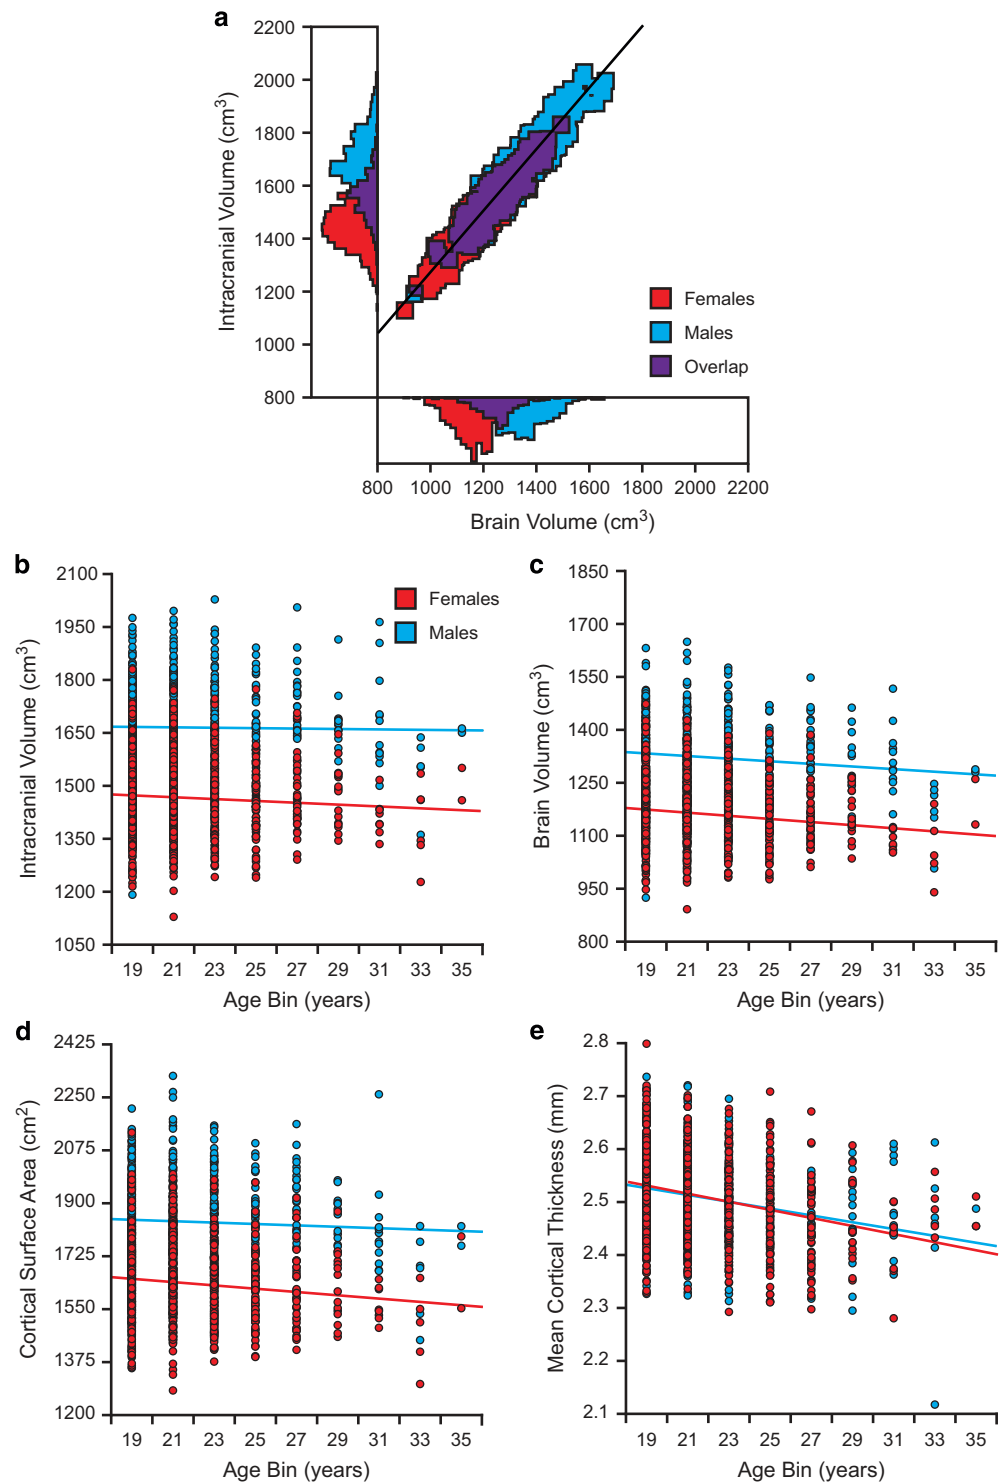 a
Intracranial Volume (cm³)
2200
2000
1800
1600
1400
1200
1000
800
Females
Males
Overlap
800 1000 1200 1400 1600 1800 2000 2200
Brain Volume (cm³)
b
Intracranial Volume (cm³)
2100
1950
1800
1650
1500
1350
1200
1050
Females
Males
19 21 23 25 27 29 31 33 35
Age Bin (years)
c
Brain Volume (cm³)
1850
1700
1550
1400
1250
1100
950
800
19 21 23 25 27 29 31 33 35
Age Bin (years)
d
Cortical Surface Area (cm²)
2425
2250
2075
1900
1725
1550
1375
1200
19 21 23 25 27 29 31 33 35
Age Bin (years)
e
Mean Cortical Thickness (mm)
2.8
2.7
2.6
2.5
2.4
2.3
2.2
2.1
19 21 23 25 27 29 31 33 35
Age Bin (years)